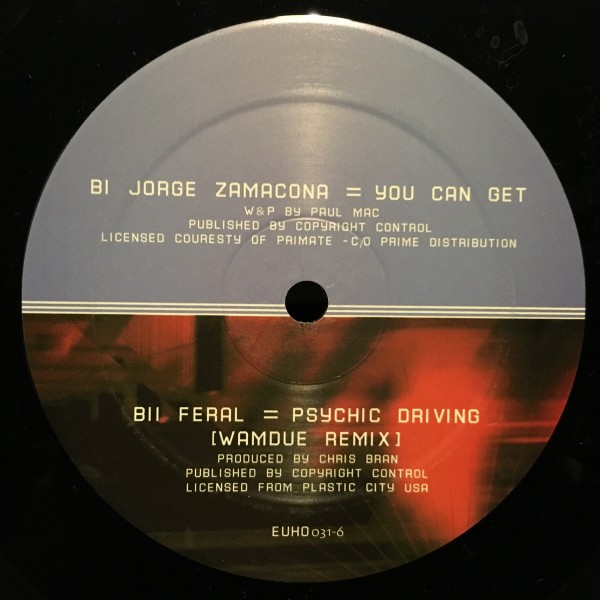 BI JORGE ZAMACONA = YOU CAN GET
W&P BY PAUL MAC
PUBLISHED BY COPYRIGHT CONTROL
LICENSED COURESTY OF PRIMATE - C/O PRIME DISTRIBUTION
BII FERAL = PSYCHIC DRIVING
[WAMDUE REMIX]
PRODUCED BY CHRIS BRAN
PUBLISHED BY COPYRIGHT CONTROL
LICENSED FROM PLASTIC CITY USA
EUHO031-6